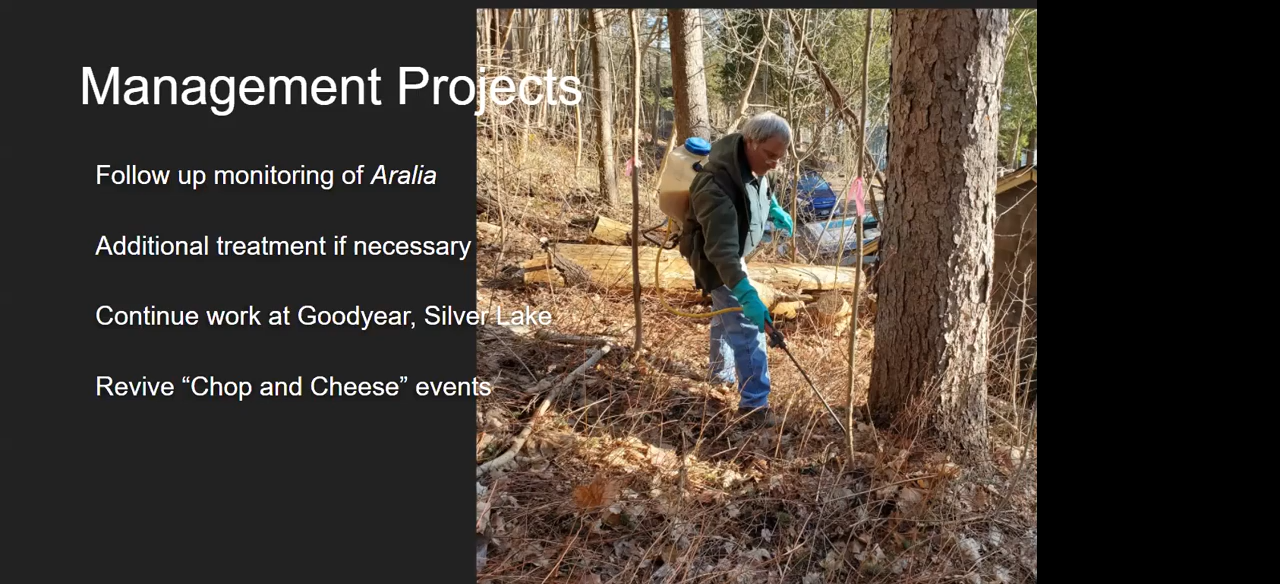 Management Projects
Follow up monitoring of Aralia
Additional treatment if necessary
Continue work at Goodyear, Silver Lake
Revive “Chop and Cheese” events